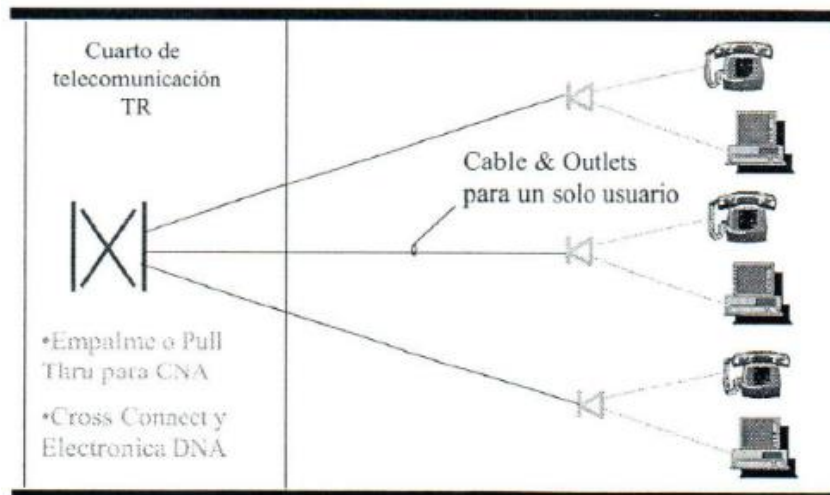 Cuarto de
telecomunicación
TR
Cable & Outlets
para un solo usuario
•Empalme o Pull
Thru para CNA
•Cross Connect y
Electronica DNA